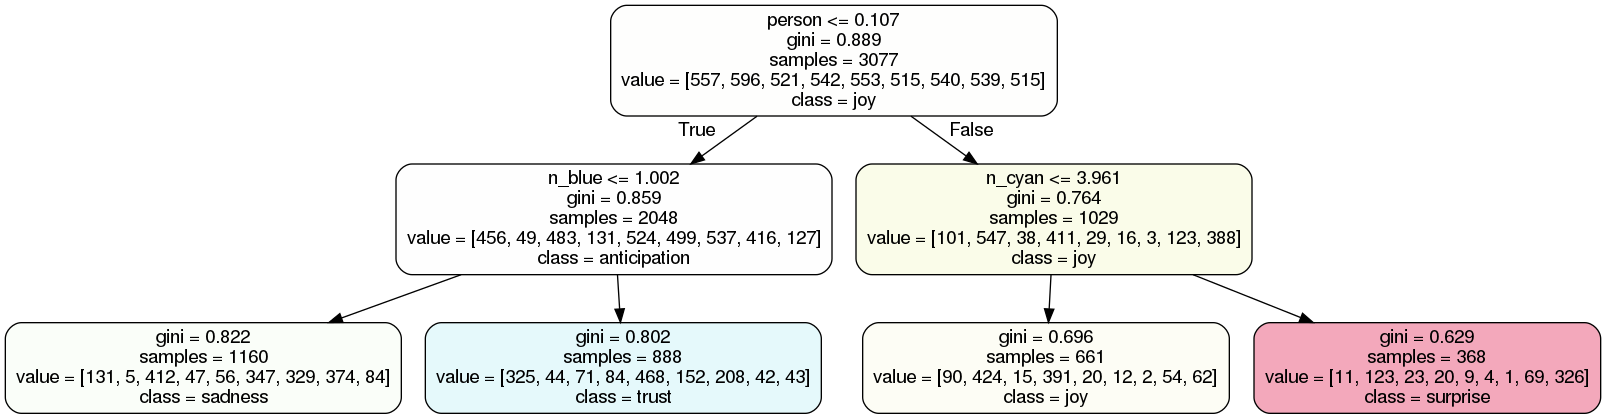 person <= 0.107
gini = 0.889
samples = 3077
value = [557, 596, 521, 542, 553, 515, 540, 539, 515]
class = joy
True
False
n_blue <= 1.002
gini = 0.859
samples = 2048
value = [456, 49, 483, 131, 524, 499, 537, 416, 127]
class = anticipation
n_cyan <= 3.961
gini = 0.764
samples = 1029
value = [101, 547, 38, 411, 29, 16, 3, 123, 388]
class = joy
gini = 0.822
samples = 1160
value = [131, 5, 412, 47, 56, 347, 329, 374, 84]
class = sadness
gini = 0.802
samples = 888
value = [325, 44, 71, 84, 468, 152, 208, 42, 43]
class = trust
gini = 0.696
samples = 661
value = [90, 424, 15, 391, 20, 12, 2, 54, 62]
class = joy
gini = 0.629
samples = 368
value = [11, 123, 23, 20, 9, 4, 1, 69, 326]
class = surprise